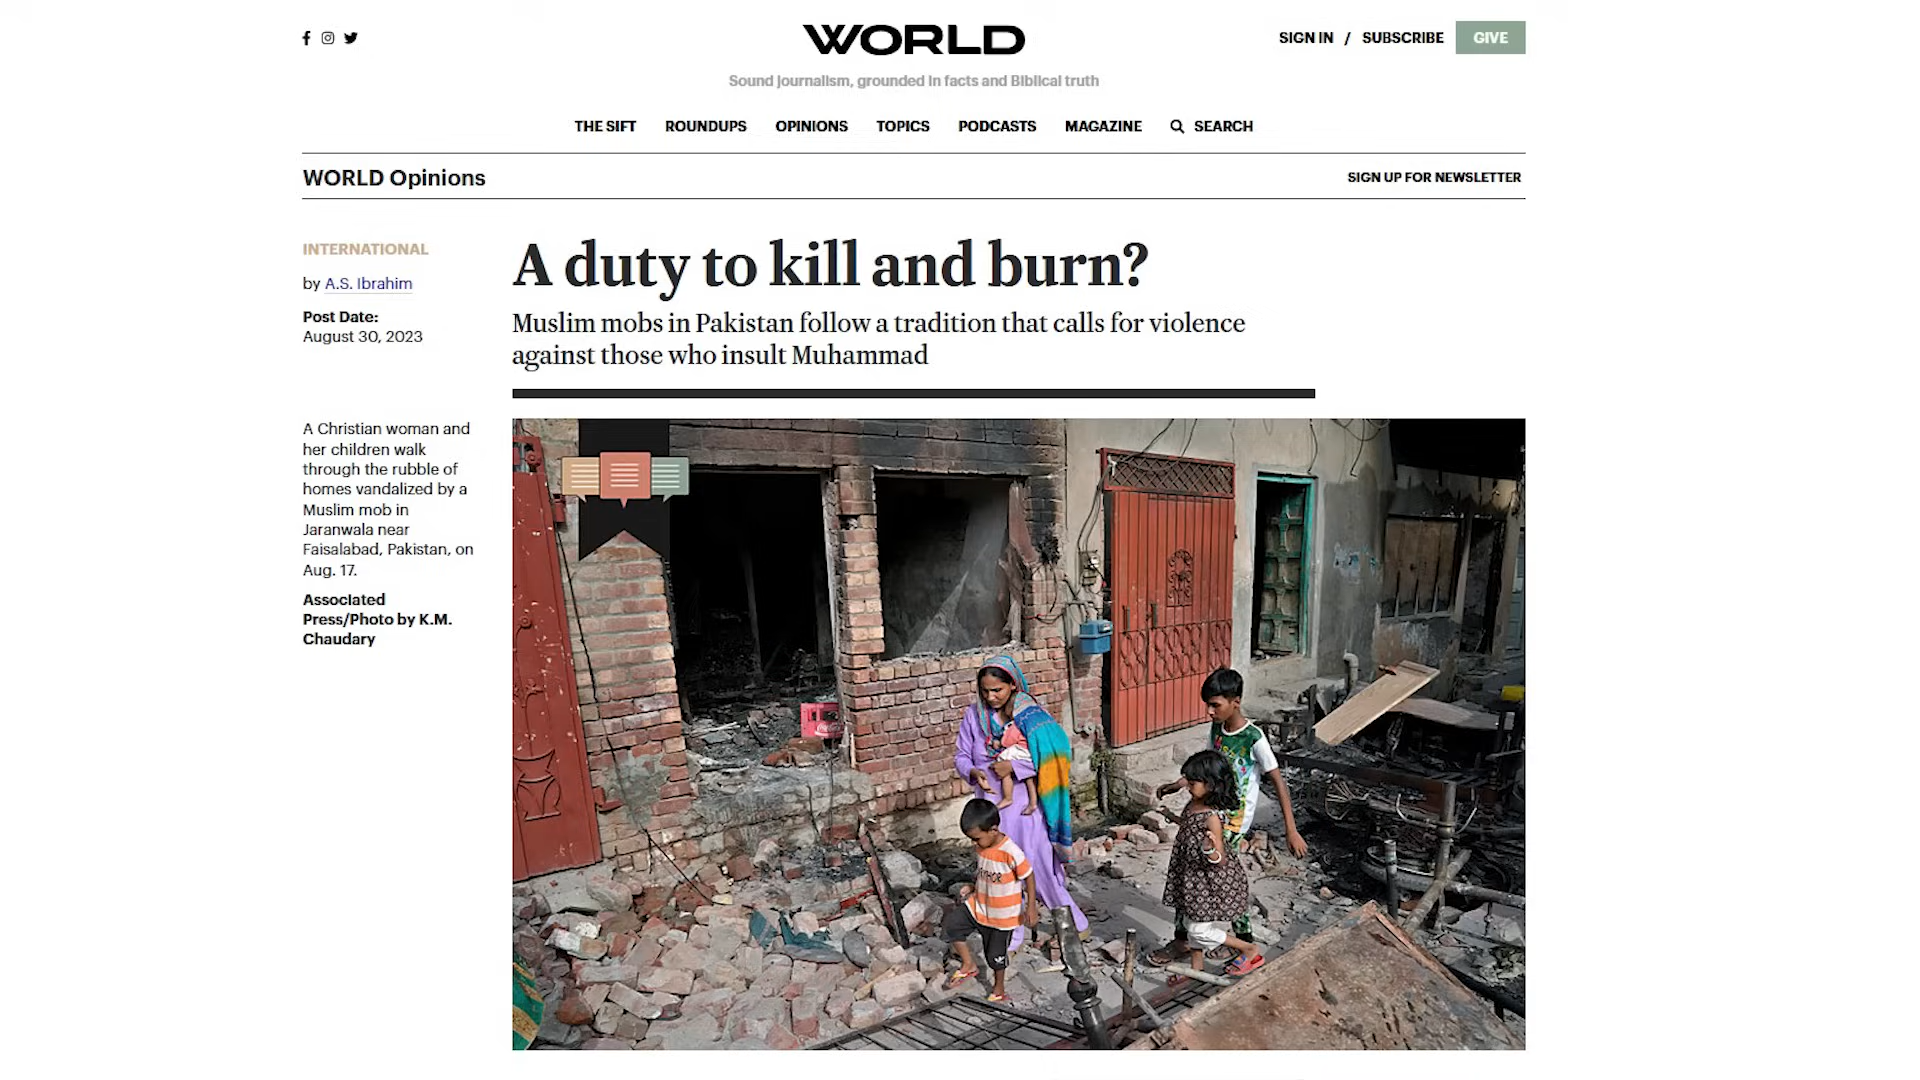 WORLD
SIGN IN / SUBSCRIBE
GIVE
Sound journalism, grounded in facts and Biblical truth
THE SIFT
ROUNDUPS
OPINIONS
TOPICS
PODCASTS
MAGAZINE
SEARCH
WORLD Opinions
SIGN UP FOR NEWSLETTER
INTERNATIONAL
by A.S. Ibrahim
Post Date:
August 30, 2023
A duty to kill and burn?
Muslim mobs in Pakistan follow a tradition that calls for violence
against those who insult Muhammad
A Christian woman and
her children walk
through the rubble of
homes vandalized by a
Muslim mob in
Jaranwala near
Faisalabad, Pakistan, on
Aug. 17.
Associated
Press/Photo by K.M.
Chaudary